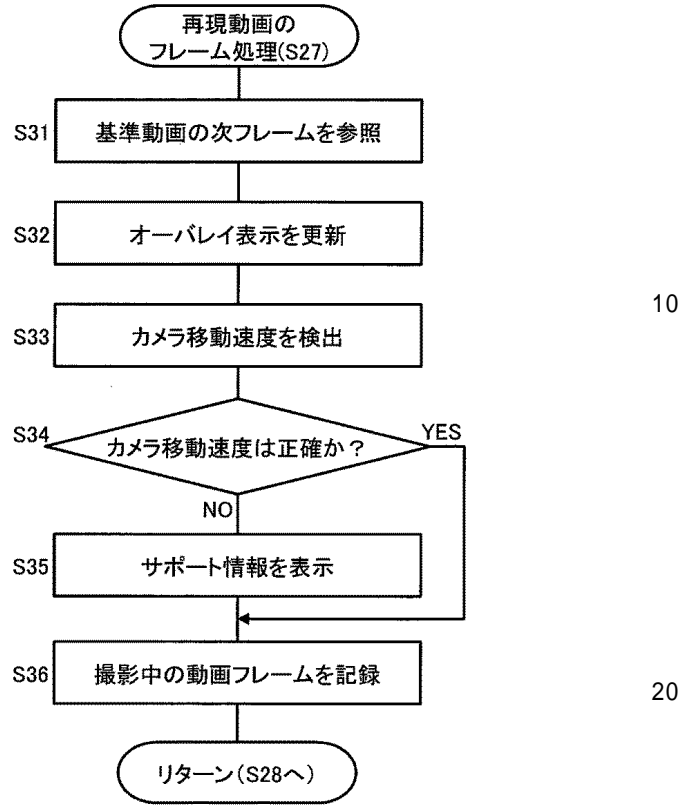 再現動画の
フレーム処理(S27)
S31
基準動画の次フレームを参照
S32
オーバレイ表示を更新
10
S33
カメラ移動速度を検出
S34
カメラ移動速度は正確か？
YES
NO
S35
サポート情報を表示
S36
撮影中の動画フレームを記録
20
リターン(S28へ)